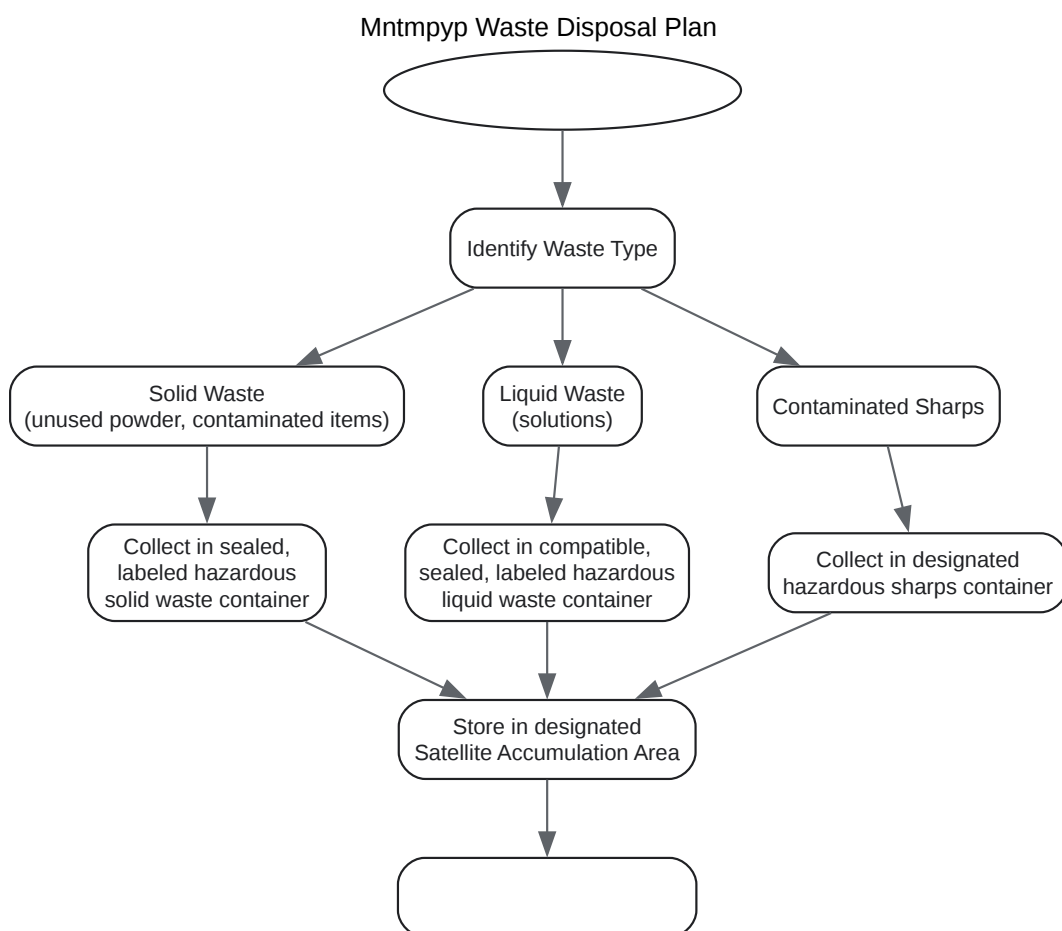 Mntmpyp Waste Disposal Plan
Identify Waste Type
Solid Waste
(unused powder, contaminated items)
Liquid Waste
(solutions)
Contaminated Sharps
Collect in sealed,
labeled hazardous
solid waste container
Collect in compatible,
sealed, labeled hazardous
liquid waste container
Collect in designated
hazardous sharps container
Store in designated
Satellite Accumulation Area